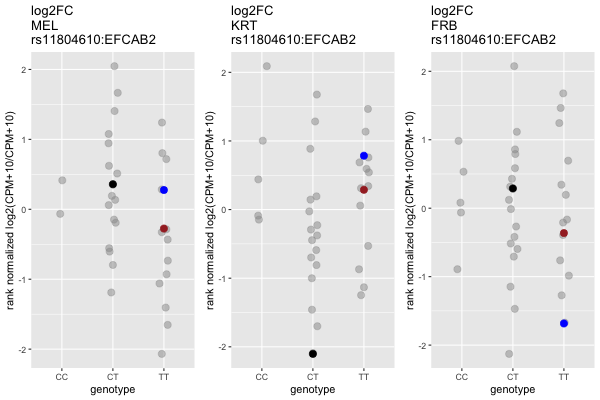 log2FC
MEL
rs11804610:EFCAB2
rank normalized log2(CPM+10/CPM+10)
2
1
0
-1
-2
CC CT TT
genotype
log2FC
KRT
rs11804610:EFCAB2
rank normalized log2(CPM+10/CPM+10)
2
1
0
-1
-2
CC CT TT
genotype
log2FC
FRB
rs11804610:EFCAB2
rank normalized log2(CPM+10/CPM+10)
2
1
0
-1
-2
CC CT TT
genotype